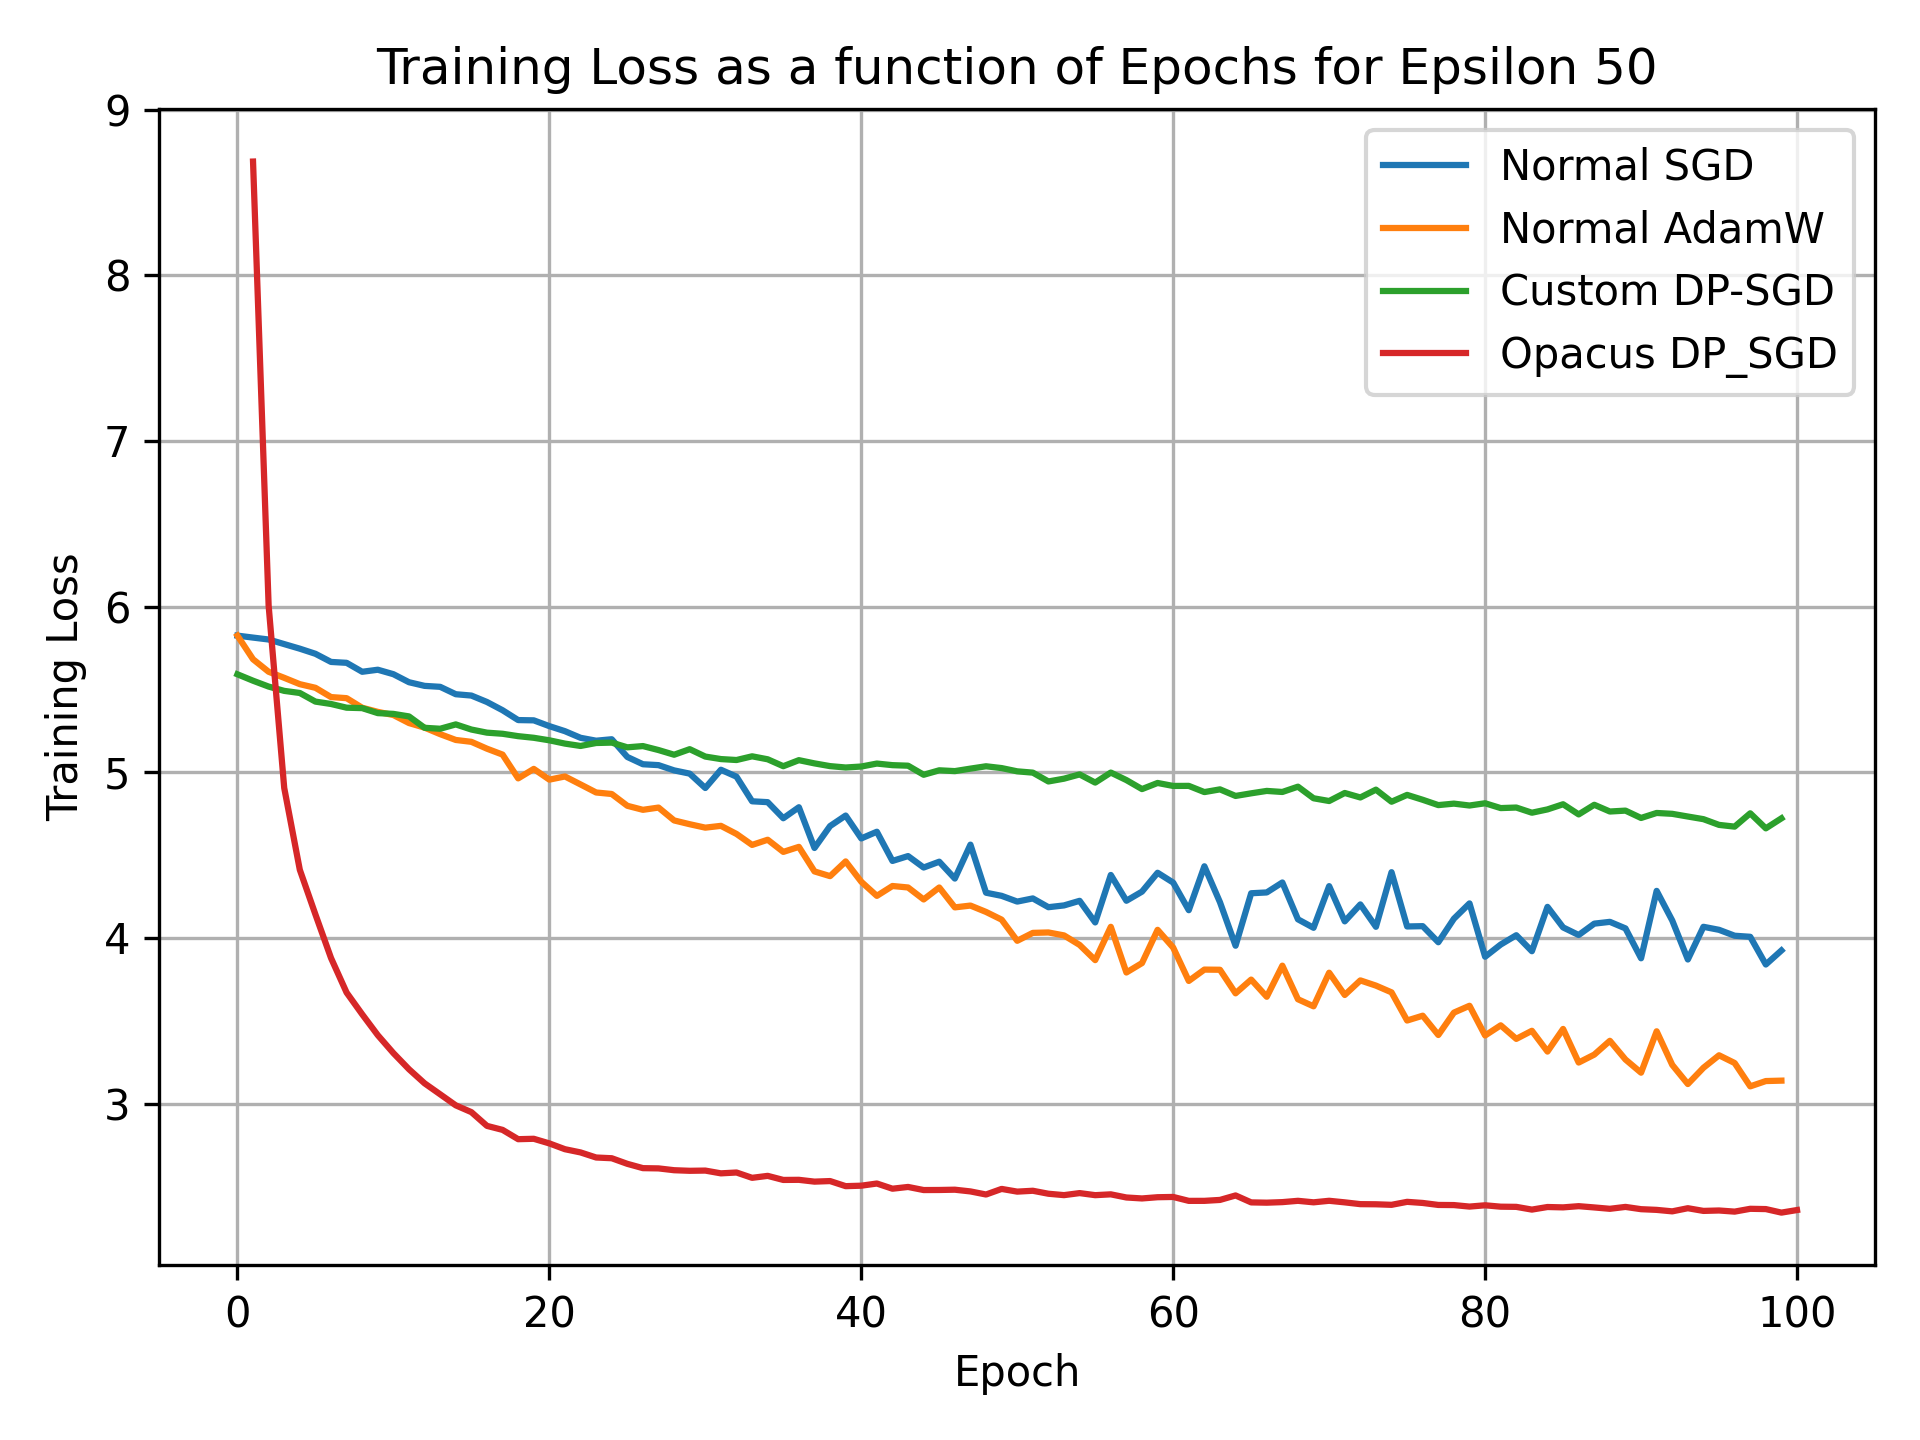 Training Loss as a function of Epochs for Epsilon 50
Training Loss
9
8
7
6
5
4
3
Normal SGD
Normal AdamW
Custom DP-SGD
Opacus DP_SGD
0 20 40 60 80 100
Epoch